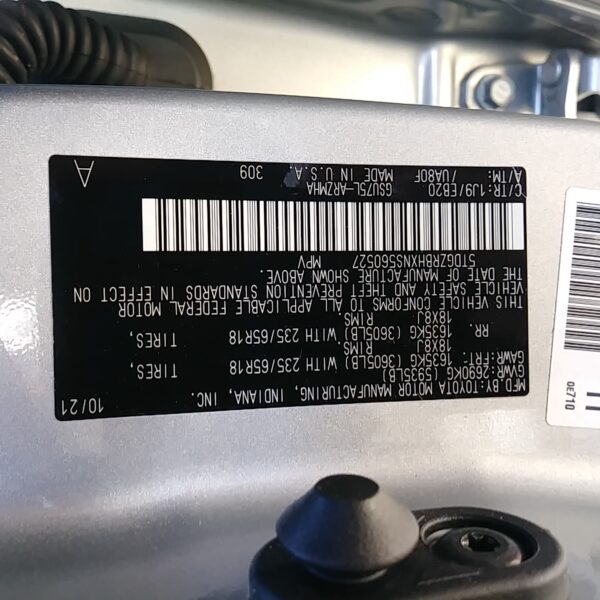 MFD.BY:TOYOTA MOTOR MANUFACTURING, INDIANA, INC. 10/21
GVWR:2690KG (5935LB)
GAWR:FRT: 1635KG (3605LB) WITH 235/65R18 TIRES,
18X8J RIMS
RR. 1635KG (3605LB) WITH 235/65R18 TIRES,
18X8J RIMS
THIS VEHICLE CONFORMS TO ALL APPLICABLE FEDERAL MOTOR
VEHICLE SAFETY AND THEFT PREVENTION STANDARDS IN EFFECT ON
THE DATE OF MANUFACTURE SHOWN ABOVE.
5TDGZRBHXNS560527 MPV
C/TR:1J9/EB20 GSU75L-ARZMHA
A/TM: /UA80F MADE IN U.S.A. 309 A
0E710